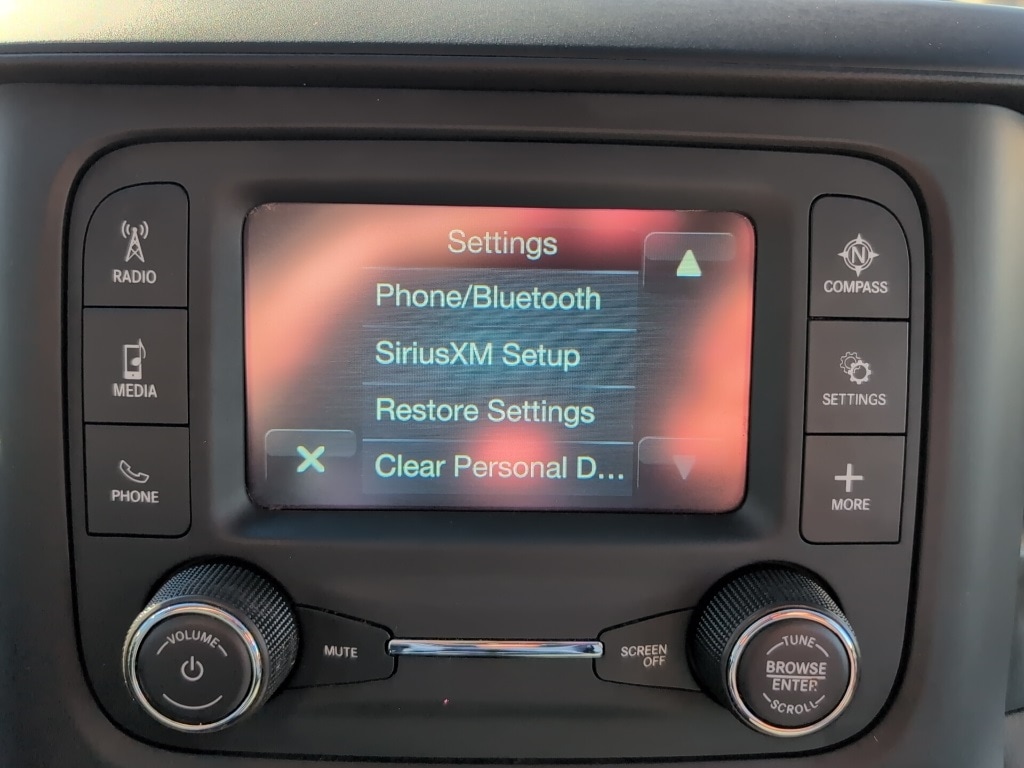 RADIO
MEDIA
PHONE
Settings
Phone/Bluetooth
SiriusXM Setup
Restore Settings
Clear Personal D...
N
COMPASS
SETTINGS
MORE
VOLUME
MUTE
SCREEN
OFF
TUNE
BROWSE
ENTER
SCROLL